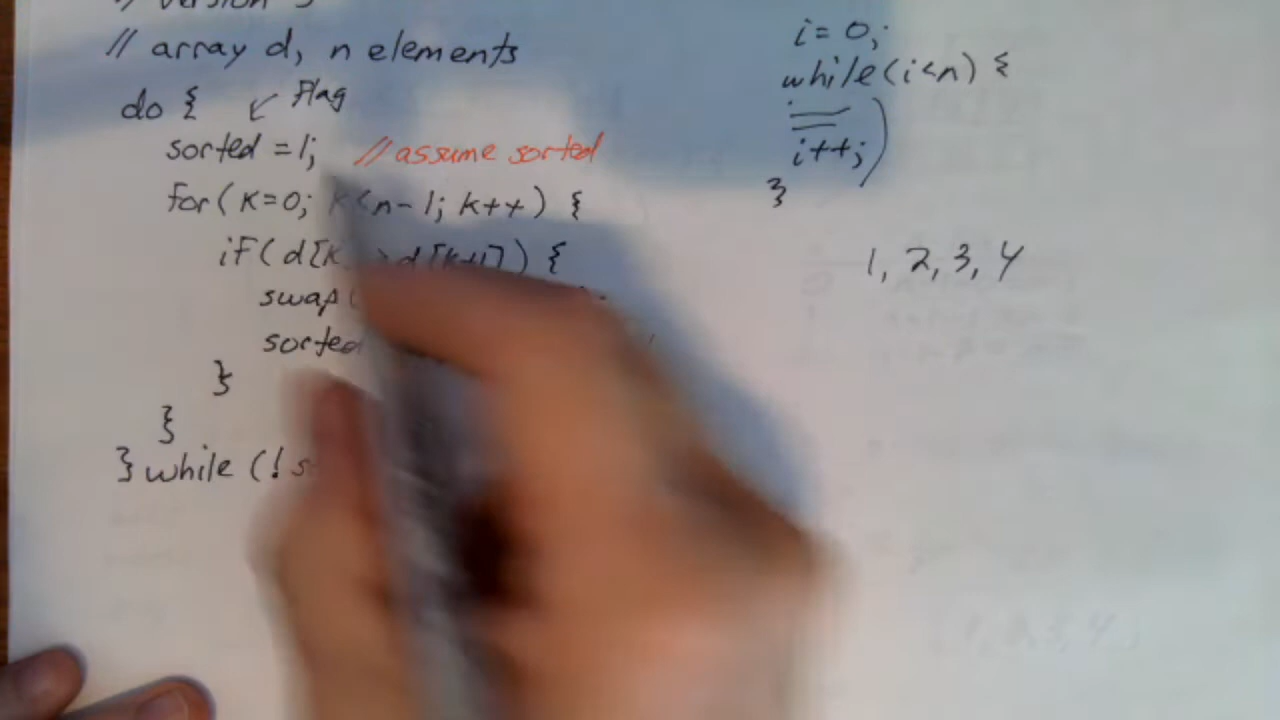 // array d, n elements
do {
Flag
sorted = 1; // assume sorted
for( k=0; k<n-1; k++) {
if( d[k] > d[k+1]) {
swap
sorted
}
}
} while (!
i = 0;
while(i<n) {
i++;
}
1, 2, 3, 4